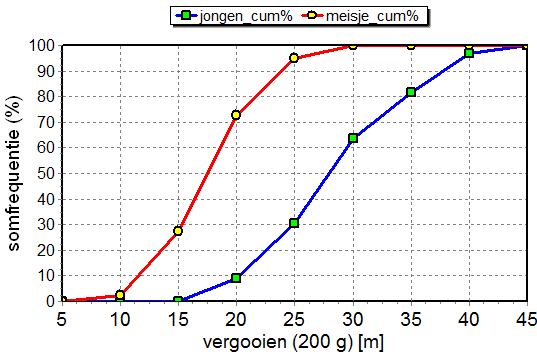 jongen_cum% meisje_cum%
100
90
80
70
60
50
40
30
20
10
0
somfrequentie (%)
5 10 15 20 25 30 35 40 45
vergooien (200 g) [m]